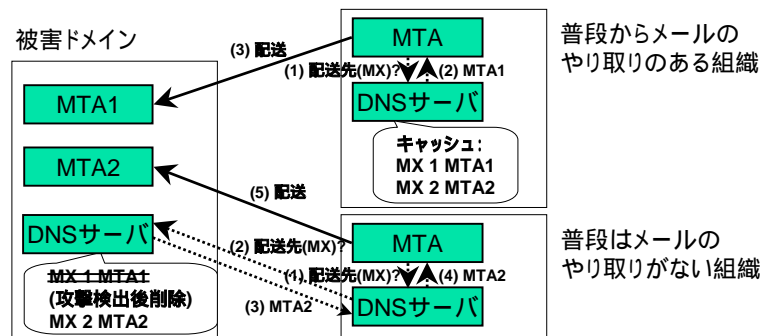 被害ドメイン
MTA1
MTA2
DNSサーバ
MX 1 MTA1
(攻撃検出後削除)
MX 2 MTA2
(3) 配送
MTA
(1) 配送先(MX)?
(2) MTA1
DNSサーバ
キャッシュ:
MX 1 MTA1
MX 2 MTA2
普段からメールの
やり取りのある組織
(5) 配送
(2) 配送先(MX)?
MTA
(1) 配送先(MX)?
(4) MTA2
(3) MTA2
DNSサーバ
普段はメールの
やり取りがない組織